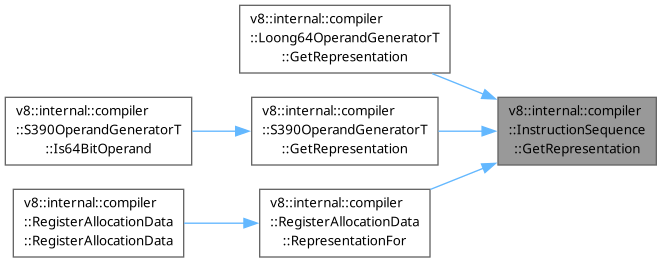 v8::internal::compiler
::Loong64OperandGeneratorT
::GetRepresentation
v8::internal::compiler
::S390OperandGeneratorT
::Is64BitOperand
v8::internal::compiler
::S390OperandGeneratorT
::GetRepresentation
v8::internal::compiler
::InstructionSequence
::GetRepresentation
v8::internal::compiler
::RegisterAllocationData
::RegisterAllocationData
v8::internal::compiler
::RegisterAllocationData
::RepresentationFor